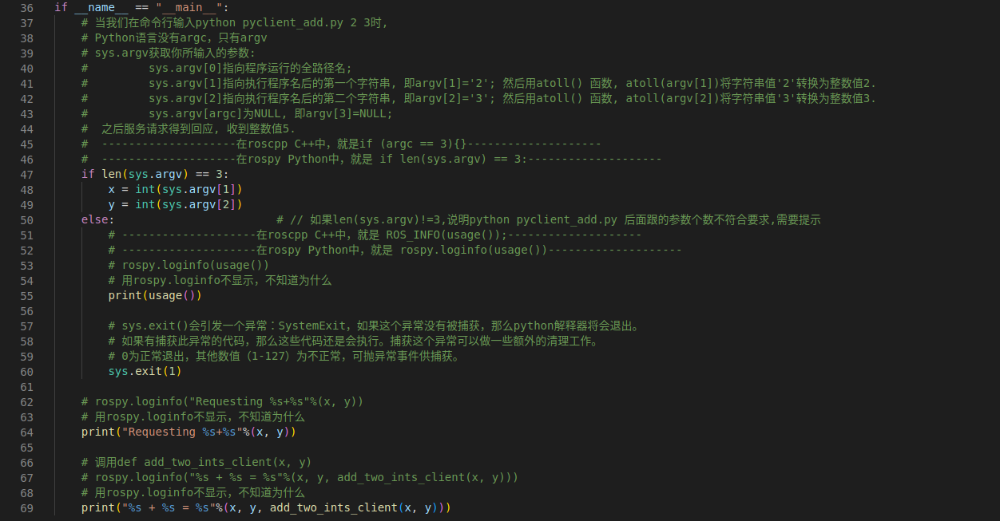 36 if __name__ == "__main__":
37 # 当我们在命令行输入python pyclient_add.py 2 3时,
38 # Python语言没有argc，只有argv
39 # sys.argv获取你所输入的参数:
40 # sys.argv[0]指向程序运行的全路径名;
41 # sys.argv[1]指向执行程序名后的第一个字符串, 即argv[1]='2'; 然后用atoll() 函数, atoll(argv[1])将字符串值'2'转换为整数值2.
42 # sys.argv[2]指向执行程序名后的第二个字符串, 即argv[2]='3'; 然后用atoll() 函数, atoll(argv[2])将字符串值'3'转换为整数值3.
43 # sys.argv[argc]为NULL, 即argv[3]=NULL;
44 # 之后服务请求得到回应, 收到整数值5.
45 # --------------------在roscpp C++中，就是if (argc == 3){}--------------------
46 # --------------------在rospy Python中，就是 if len(sys.argv) == 3:--------------------
47 if len(sys.argv) == 3:
48 x = int(sys.argv[1])
49 y = int(sys.argv[2])
50 else: # // 如果len(sys.argv)!=3,说明python pyclient_add.py 后面跟的参数个数不符合要求,需要提示
51 # --------------------在roscpp C++中，就是 ROS_INFO(usage());--------------------
52 # --------------------在rospy Python中，就是 rospy.loginfo(usage())--------------------
53 # rospy.loginfo(usage())
54 # 用rospy.loginfo不显示，不知道为什么
55 print(usage())
56
57 # sys.exit()会引发一个异常：SystemExit，如果这个异常没有被捕获，那么python解释器将会退出。
58 # 如果有捕获此异常的代码，那么这些代码还是会执行。捕获这个异常可以做一些额外的清理工作。
59 # 0为正常退出，其他数值（1-127）为不正常，可抛异常事件供捕获。
60 sys.exit(1)
61
62 # rospy.loginfo("Requesting %s+%s"%(x, y))
63 # 用rospy.loginfo不显示，不知道为什么
64 print("Requesting %s+%s"%(x, y))
65
66 # 调用def add_two_ints_client(x, y)
67 # rospy.loginfo("%s + %s = %s"%(x, y, add_two_ints_client(x, y)))
68 # 用rospy.loginfo不显示，不知道为什么
69 print("%s + %s = %s"%(x, y, add_two_ints_client(x, y)))